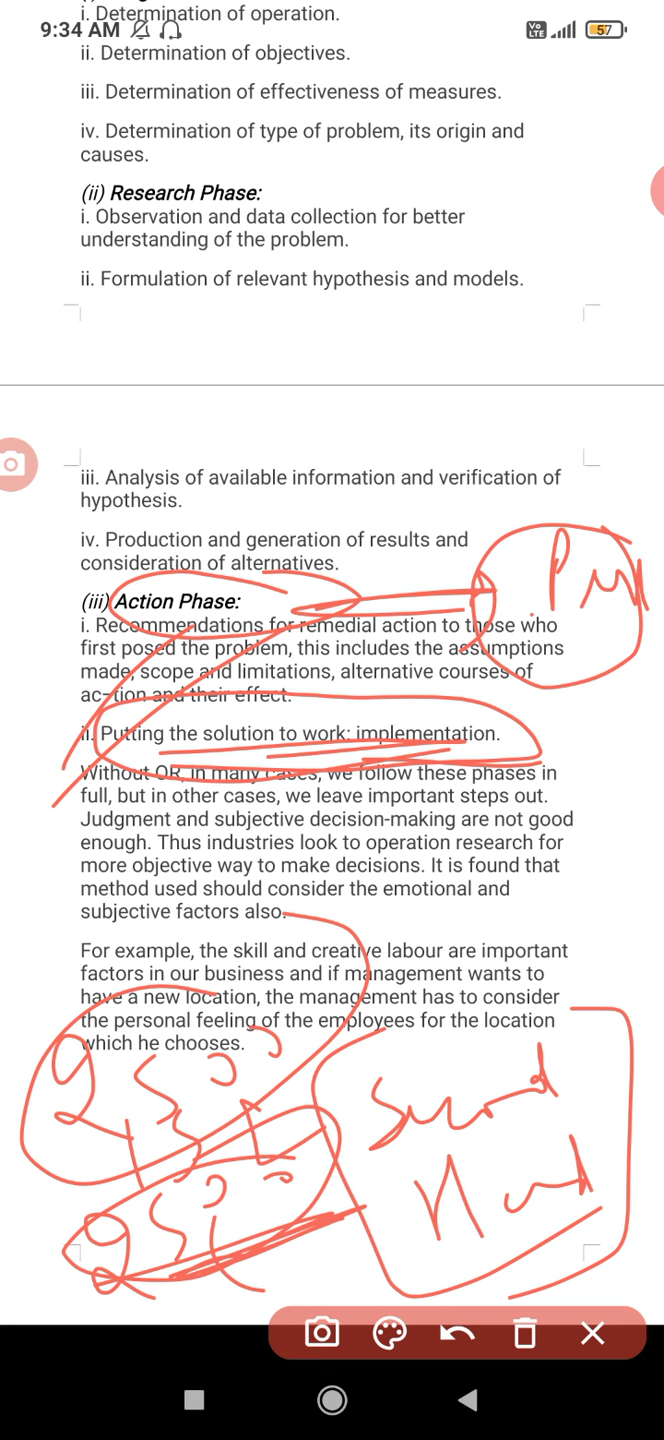 i. Determination of operation.
9:34 AM
Vo LTE
57
ii. Determination of objectives.
iii. Determination of effectiveness of measures.
iv. Determination of type of problem, its origin and
causes.
(ii) Research Phase:
i. Observation and data collection for better
understanding of the problem.
ii. Formulation of relevant hypothesis and models.
iii. Analysis of available information and verification of
hypothesis.
iv. Production and generation of results and
consideration of alternatives.
(iii) Action Phase:
i. Recommendations for remedial action to those who
first posed the problem, this includes the assumptions
made, scope and limitations, alternative courses of
ac-tion and their effect.
ii. Putting the solution to work: implementation.
Without OR, in many cases, we follow these phases in
full, but in other cases, we leave important steps out.
Judgment and subjective decision-making are not good
enough. Thus industries look to operation research for
more objective way to make decisions. It is found that
method used should consider the emotional and
subjective factors also.
For example, the skill and creative labour are important
factors in our business and if management wants to
have a new location, the management has to consider
the personal feeling of the employees for the location
which he chooses.
Second